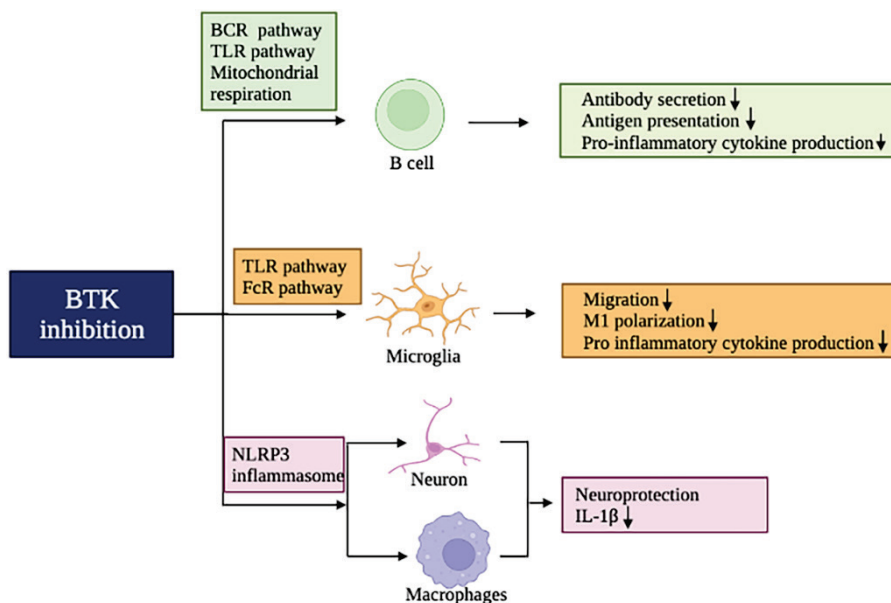 BTK
inhibition
BCR pathway
TLR pathway
Mitochondrial
respiration
B cell
Antibody secretion ↓
Antigen presentation ↓
Pro-inflammatory cytokine production ↓
TLR pathway
FcR pathway
Microglia
Migration ↓
M1 polarization ↓
Pro inflammatory cytokine production ↓
NLRP3
inflammasome
Neuron
Macrophages
Neuroprotection
IL-1β ↓